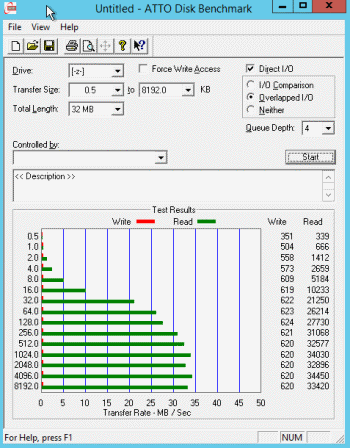 Untitled - ATTO Disk Benchmark
File View Help
Drive: [-z-] Force Write Access Direct I/O
Transfer Size: 0.5 to 8192.0 KB I/O Comparison
Overlapped I/O
Total Length: 32 MB Neither
Queue Depth: 4
Controlled by:
Start
<< Description >>
Test Results
Write Read Write Read
0.5 351 339
1.0 504 666
2.0 558 1412
4.0 573 2659
8.0 609 5184
16.0 619 10233
32.0 622 21250
64.0 623 26214
128.0 624 27730
256.0 621 31068
512.0 620 32577
1024.0 620 34030
2048.0 620 32896
4096.0 620 34450
8192.0 620 33420
0 5 10 15 20 25 30 35 40 45 50
Transfer Rate - MB / Sec
For Help, press F1 NUM